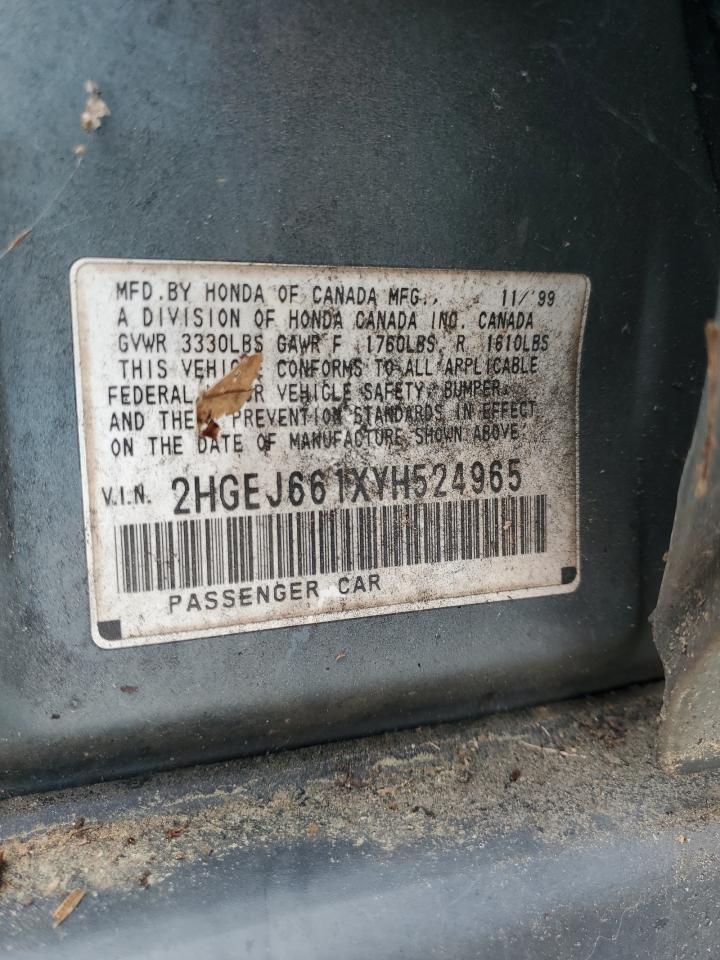 MFD.BY HONDA OF CANADA MFG., 11/'99
A DIVISION OF HONDA CANADA INC. CANADA
GVWR 3330LBS GAWR F 1760LBS, R 1610LBS
THIS VEHICLE CONFORMS TO ALL APPLICABLE
FEDERAL VEHICLE SAFETY, BUMPER,
AND THE PREVENTION STANDARDS IN EFFECT
ON THE DATE OF MANUFACTURE SHOWN ABOVE.
V.I.N. 2HGEJ661XYH524965
PASSENGER CAR